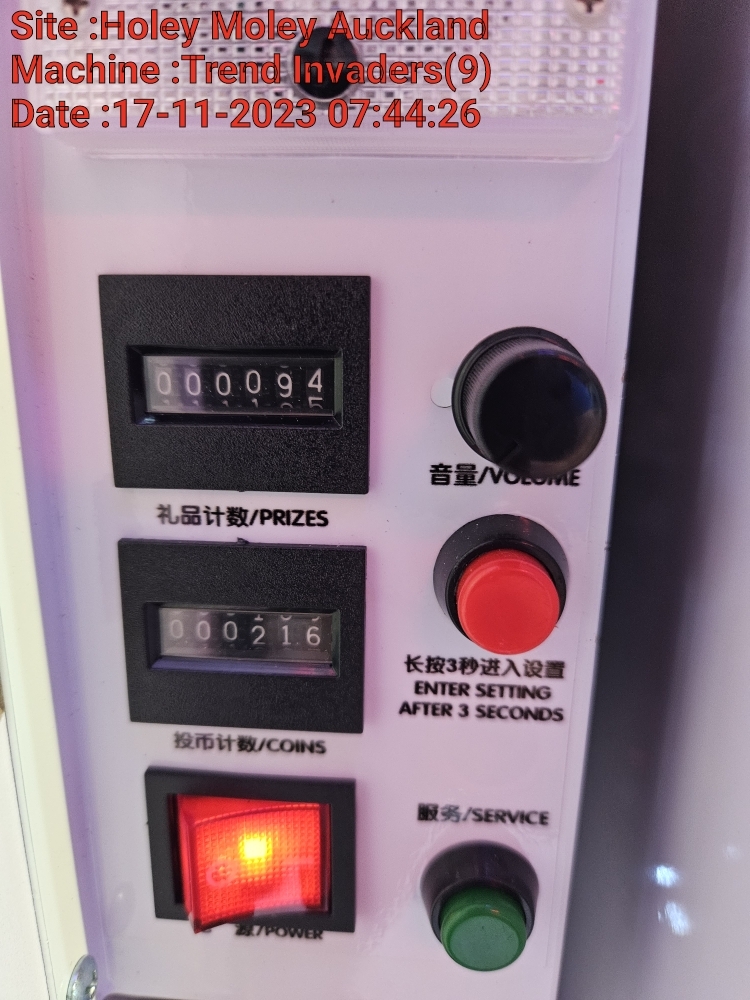 Site :Holey Moley Auckland
Machine :Trend Invaders(9)
Date :17-11-2023 07:44:26
000094
礼品计数/PRIZES
音量/VOLUME
000216
投币计数/COINS
长按3秒进入设置
ENTER SETTING
AFTER 3 SECONDS
服务/SERVICE
源/POWER